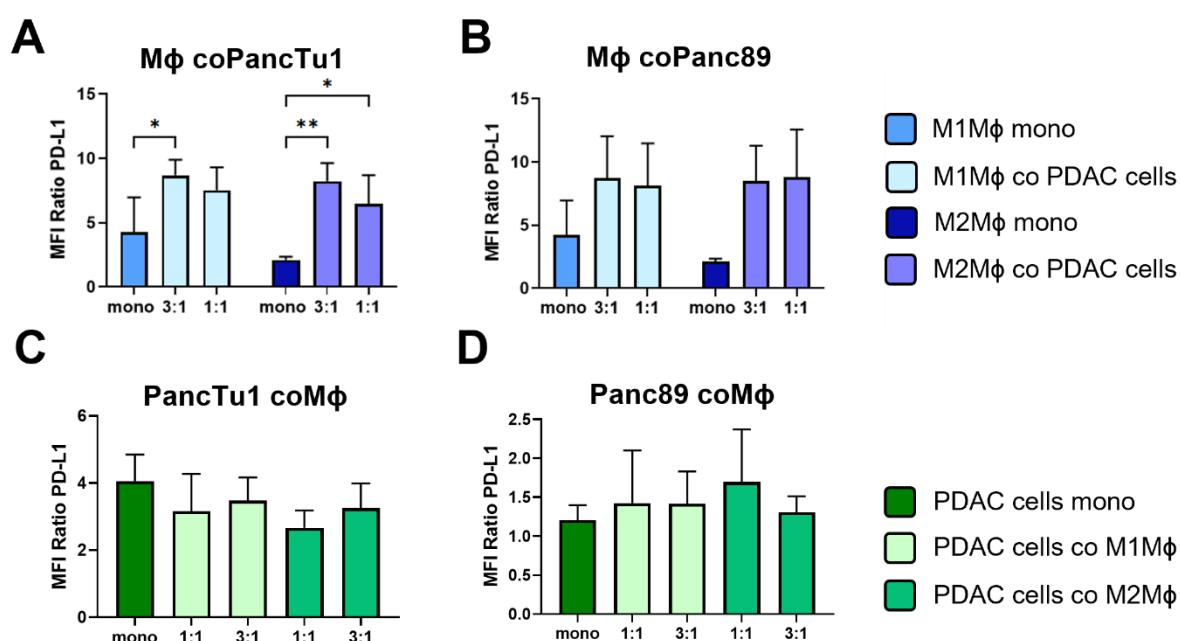 A
Mϕ coPancTu1
MFI Ratio PD-L1
15
10
5
0
*
**
*
mono 3:1 1:1 mono 3:1 1:1
B
Mϕ coPanc89
MFI Ratio PD-L1
15
10
5
0
mono 3:1 1:1 mono 3:1 1:1
M1Mϕ mono
M1Mϕ co PDAC cells
M2Mϕ mono
M2Mϕ co PDAC cells
C
PancTu1 coMϕ
MFI Ratio PD-L1
6
4
2
0
mono 1:1 3:1 1:1 3:1
D
Panc89 coMϕ
MFI Ratio PD-L1
2.5
2.0
1.5
1.0
0.5
0.0
mono 1:1 3:1 1:1 3:1
PDAC cells mono
PDAC cells co M1Mϕ
PDAC cells co M2Mϕ